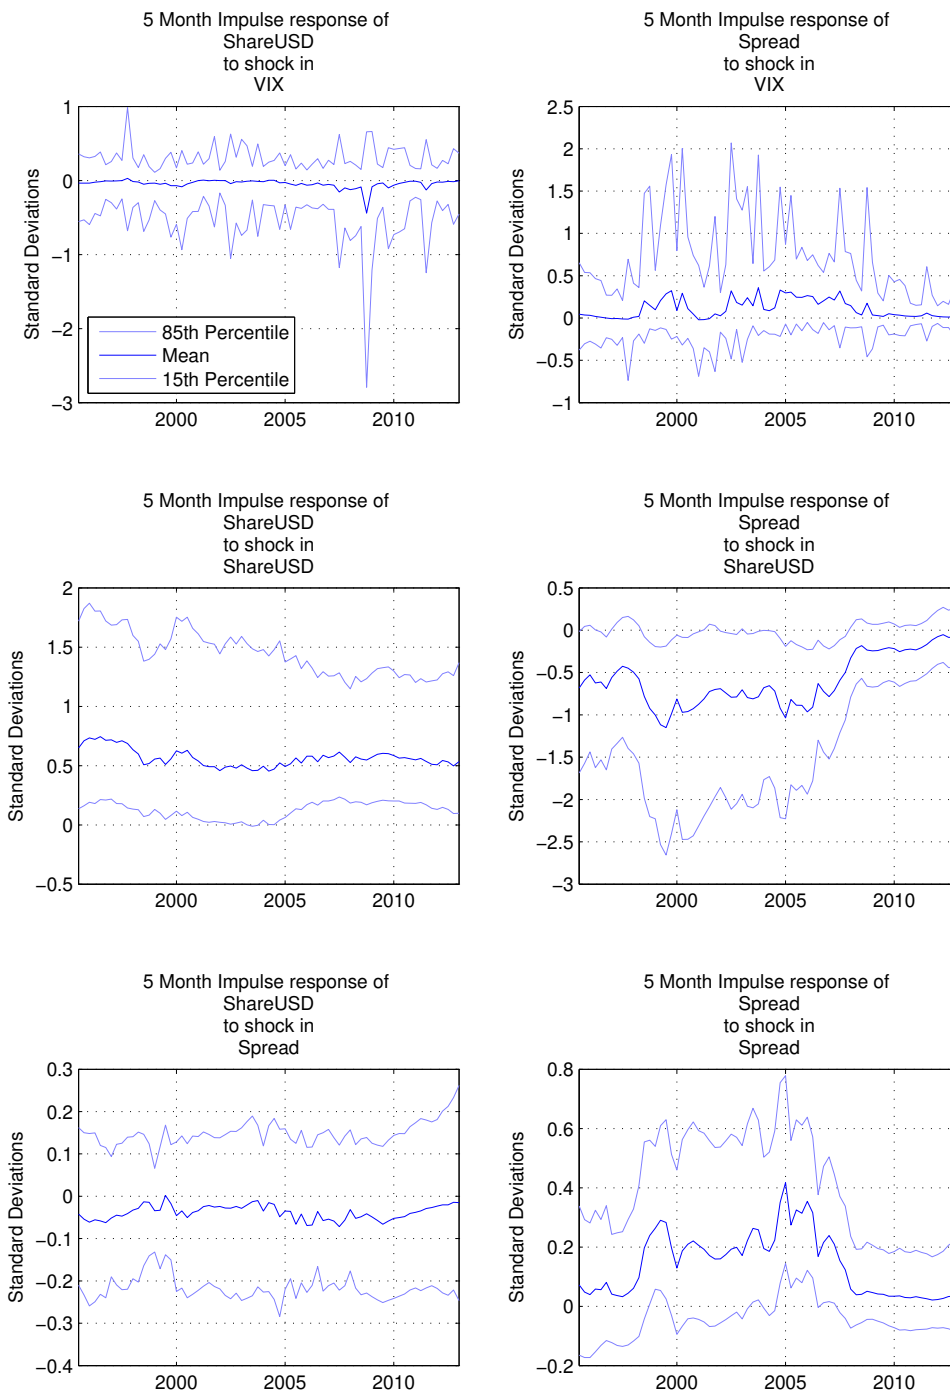 5 Month Impulse response of
ShareUSD
to shock in
VIX
1
0
−1
−2
−3
Standard Deviations
85th Percentile
Mean
15th Percentile
2000 2005 2010
5 Month Impulse response of
Spread
to shock in
VIX
2.5
2
1.5
1
0.5
0
−0.5
−1
Standard Deviations
2000 2005 2010
5 Month Impulse response of
ShareUSD
to shock in
ShareUSD
2
1.5
1
0.5
0
−0.5
Standard Deviations
2000 2005 2010
5 Month Impulse response of
Spread
to shock in
ShareUSD
0.5
0
−0.5
−1
−1.5
−2
−2.5
−3
Standard Deviations
2000 2005 2010
5 Month Impulse response of
ShareUSD
to shock in
Spread
0.3
0.2
0.1
0
−0.1
−0.2
−0.3
−0.4
Standard Deviations
2000 2005 2010
5 Month Impulse response of
Spread
to shock in
Spread
0.8
0.6
0.4
0.2
0
−0.2
Standard Deviations
2000 2005 2010